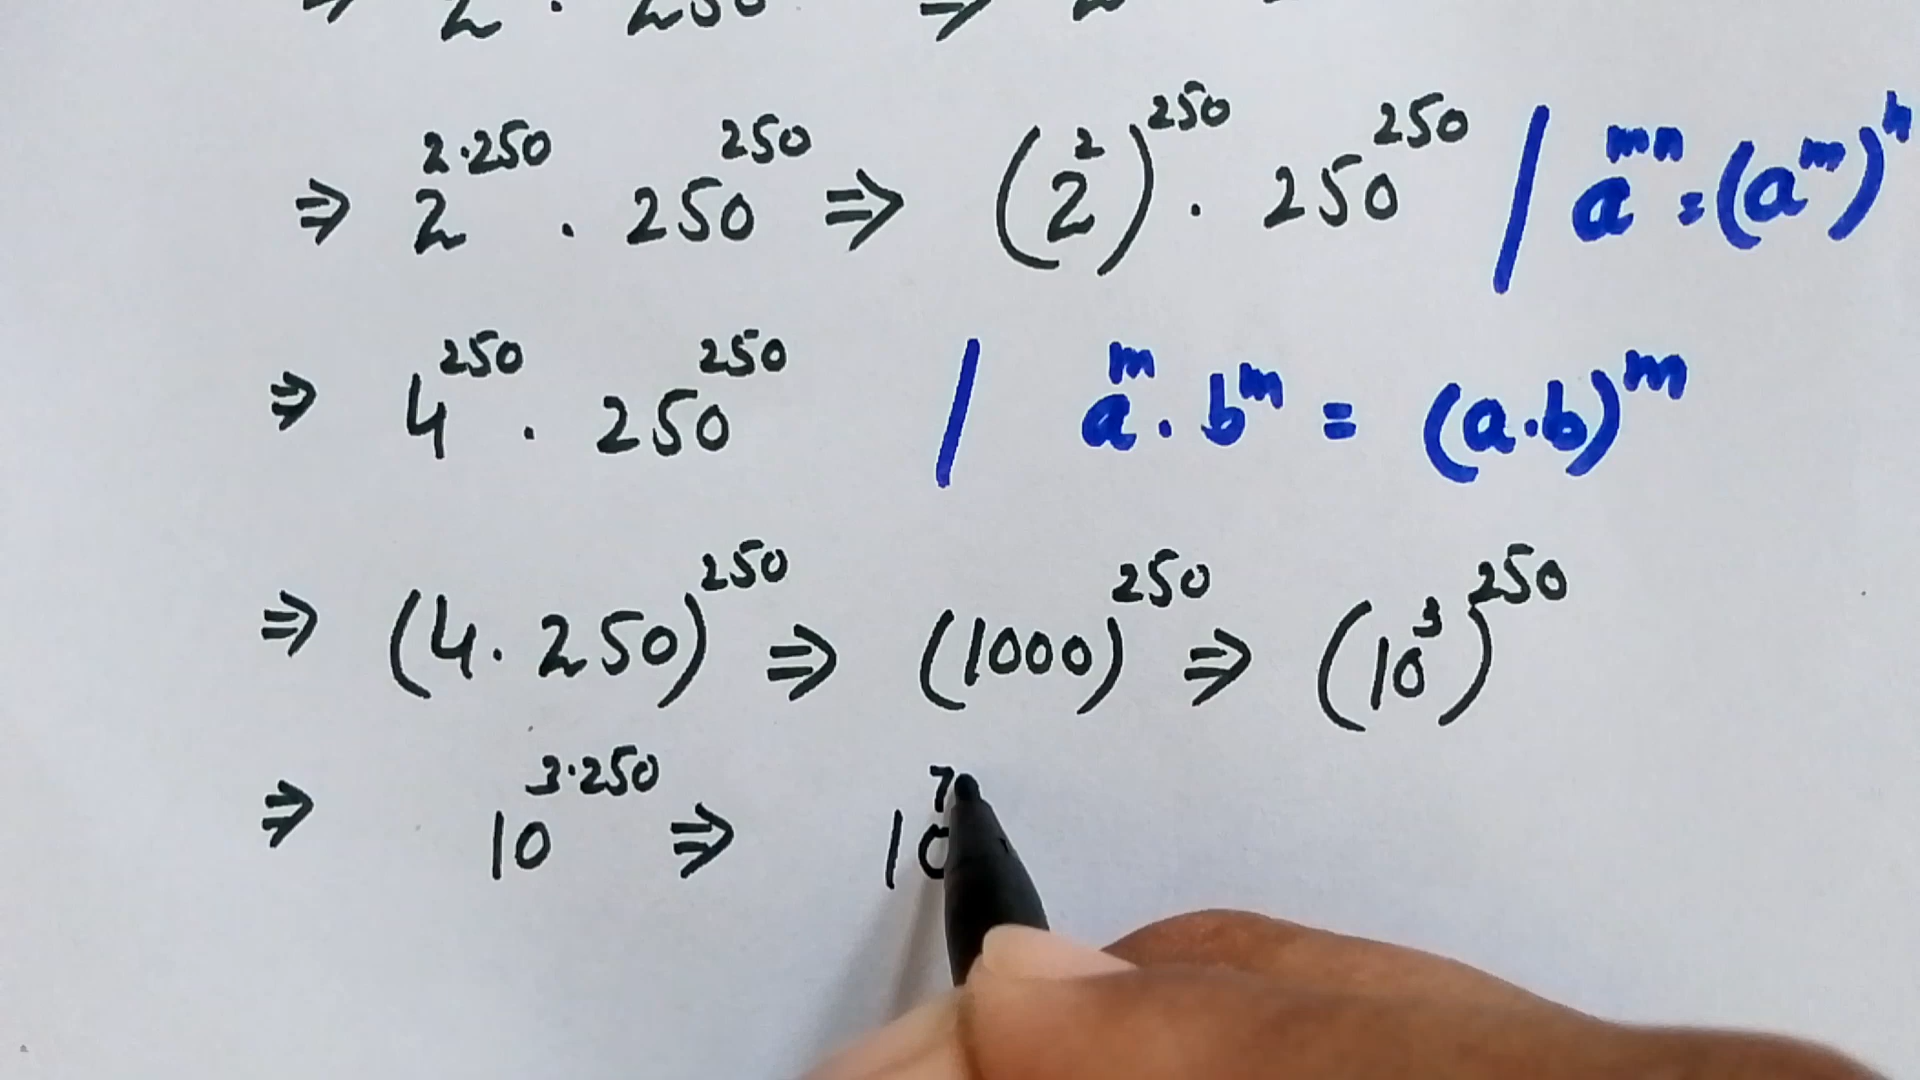 ⇒ 2^{2·250} · 250^{250} ⇒ (2^2)^{250} · 250^{250} / a^{mn} = (a^m)^n
⇒ 4^{250} · 250^{250} / a^m · b^m = (a·b)^m
⇒ (4·250)^{250} ⇒ (1000)^{250} ⇒ (10^3)^{250}
⇒ 10^{3·250} ⇒ 10^7